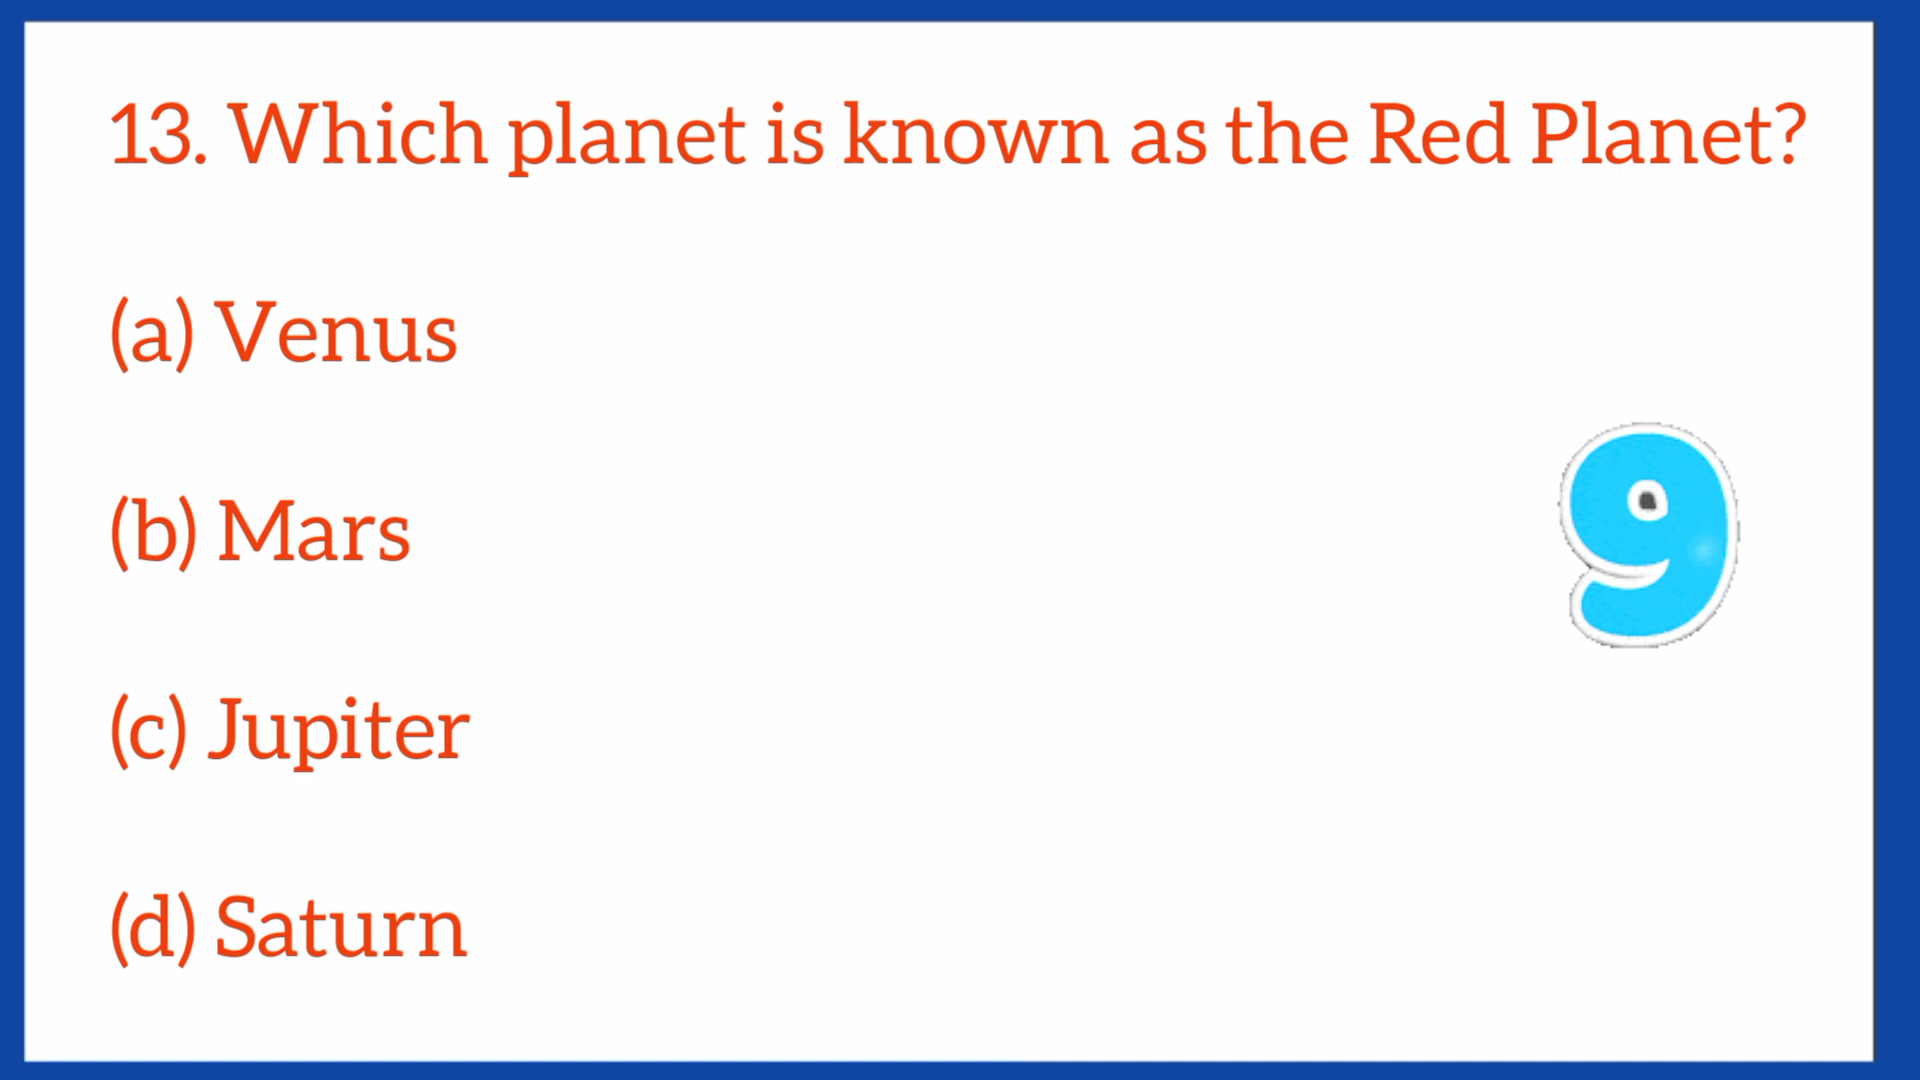 13. Which planet is known as the Red Planet?
(a) Venus
(b) Mars
9
(c) Jupiter
(d) Saturn